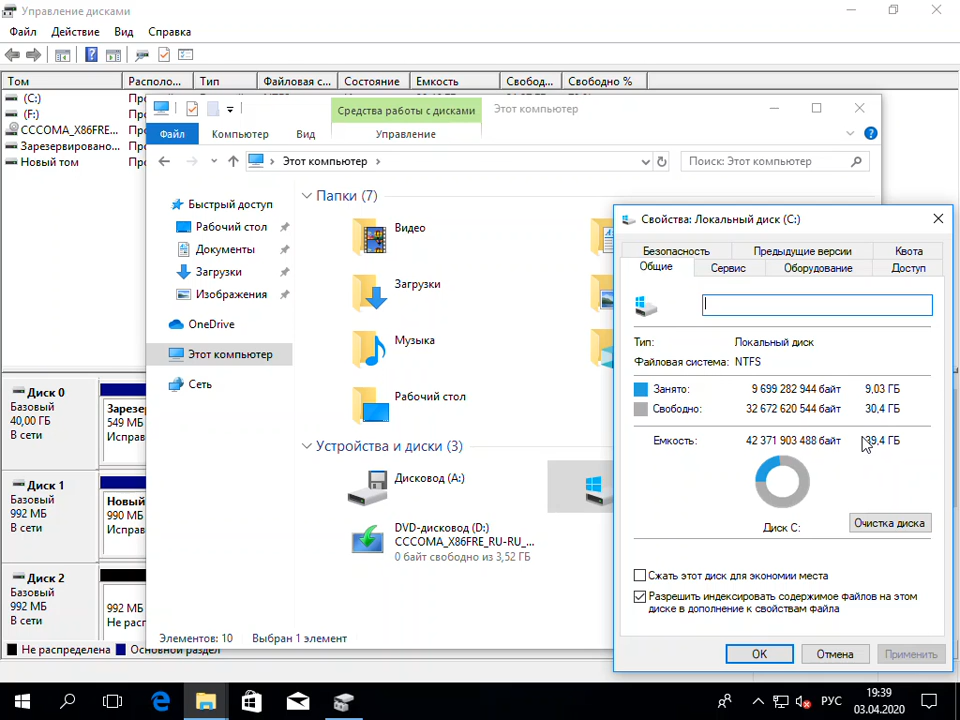 Управление дисками
Файл Действие Вид Справка
Том Располо... Тип Файловая с... Состояние Емкость Свобод... Свободно %
(C:)
(F:)
CCCOMA_X86FRE...
Зарезервировано...
Новый том
Средства работы с дисками Этот компьютер
Файл Компьютер Вид Управление
Этот компьютер
Поиск: Этот компьютер
Быстрый доступ
Рабочий стол
Документы
Загрузки
Изображения
OneDrive
Этот компьютер
Сеть
Папки (7)
Видео
Загрузки
Музыка
Рабочий стол
Устройства и диски (3)
Дисковод (A:)
DVD-дисковод (D:)
CCCOMA_X86FRE_RU-RU_...
0 байт свободно из 3,52 ГБ
Элементов: 10 Выбран 1 элемент
Свойства: Локальный диск (C:)
Безопасность Предыдущие версии Квота
Общие Сервис Оборудование Доступ
Тип: Локальный диск
Файловая система: NTFS
Занято: 9 699 282 944 байт 9,03 ГБ
Свободно: 32 672 620 544 байт 30,4 ГБ
Емкость: 42 371 903 488 байт 39,4 ГБ
Диск C:
Очистка диска
Сжать этот диск для экономии места
Разрешить индексировать содержимое файлов на этом
диске в дополнение к свойствам файла
OK Отмена Применить
Диск 0
Базовый
40,00 ГБ
В сети
549 МБ
Диск 1
Базовый
992 МБ
В сети
Новый
990 МБ
Диск 2
Базовый
992 МБ
В сети
992 МБ
Не распределена Основной раздел
РУС
19:39
03.04.2020